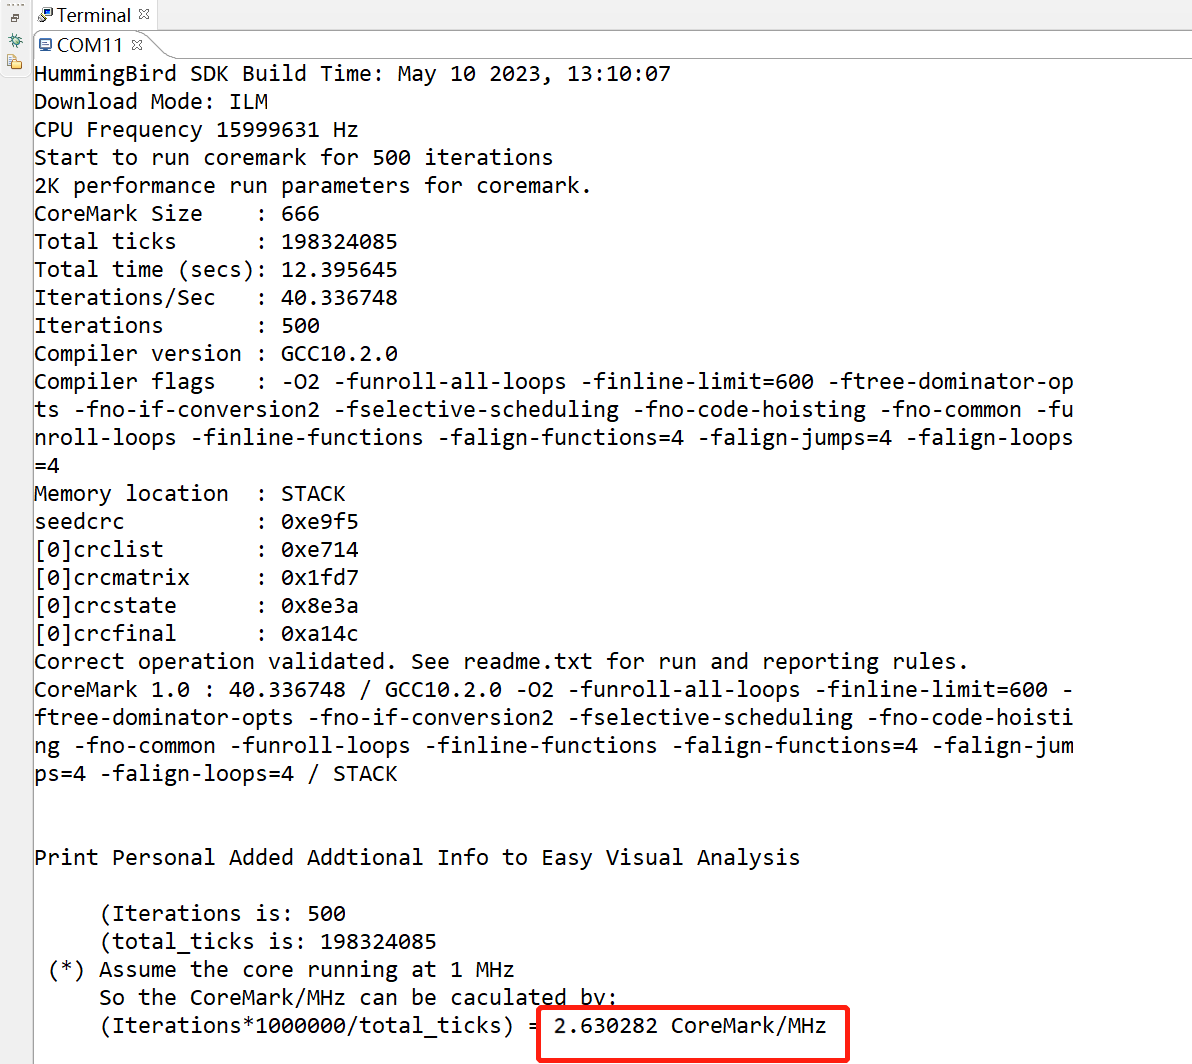 Terminal
COM11
HummingBird SDK Build Time: May 10 2023, 13:10:07
Download Mode: ILM
CPU Frequency 15999631 Hz
Start to run coremark for 500 iterations
2K performance run parameters for coremark.
CoreMark Size    : 666
Total ticks      : 198324085
Total time (secs): 12.395645
Iterations/Sec   : 40.336748
Iterations       : 500
Compiler version : GCC10.2.0
Compiler flags   : -O2 -funroll-all-loops -finline-limit=600 -ftree-dominator-op
ts -fno-if-conversion2 -fselective-scheduling -fno-code-hoisting -fno-common -fu
nroll-loops -finline-functions -falign-functions=4 -falign-jumps=4 -falign-loops
=4
Memory location  : STACK
seedcrc          : 0xe9f5
[0]crclist       : 0xe714
[0]crcmatrix     : 0x1fd7
[0]crcstate      : 0x8e3a
[0]crcfinal      : 0xa14c
Correct operation validated. See readme.txt for run and reporting rules.
CoreMark 1.0 : 40.336748 / GCC10.2.0 -O2 -funroll-all-loops -finline-limit=600 -
ftree-dominator-opts -fno-if-conversion2 -fselective-scheduling -fno-code-hoisti
ng -fno-common -funroll-loops -finline-functions -falign-functions=4 -falign-jum
ps=4 -falign-loops=4 / STACK
Print Personal Added Addtional Info to Easy Visual Analysis
(Iterations is: 500
(total_ticks is: 198324085
(*) Assume the core running at 1 MHz
So the CoreMark/MHz can be caculated by:
(Iterations*1000000/total_ticks) = 2.630282 CoreMark/MHz